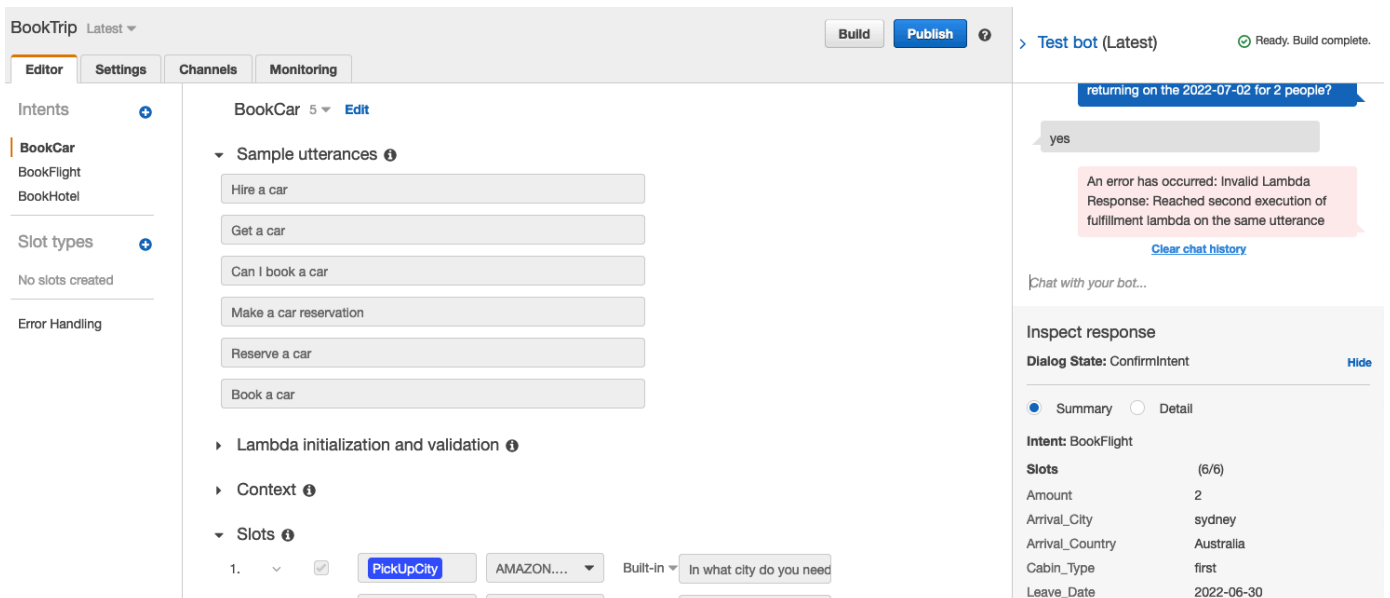 BookTrip Latest
Build
Publish
Editor
Settings
Channels
Monitoring
Intents
BookCar
BookFlight
BookHotel
Slot types
No slots created
Error Handling
BookCar 5 Edit
Sample utterances
Hire a car
Get a car
Can I book a car
Make a car reservation
Reserve a car
Book a car
Lambda initialization and validation
Context
Slots
1. PickUpCity AMAZON.... Built-in In what city do you need
Test bot (Latest)
Ready. Build complete.
returning on the 2022-07-02 for 2 people?
yes
An error has occurred: Invalid Lambda
Response: Reached second execution of
fulfillment lambda on the same utterance
Clear chat history
Chat with your bot...
Inspect response
Dialog State: ConfirmIntent
Hide
Summary Detail
Intent: BookFlight
Slots (6/6)
Amount 2
Arrival_City sydney
Arrival_Country Australia
Cabin_Type first
Leave_Date 2022-06-30